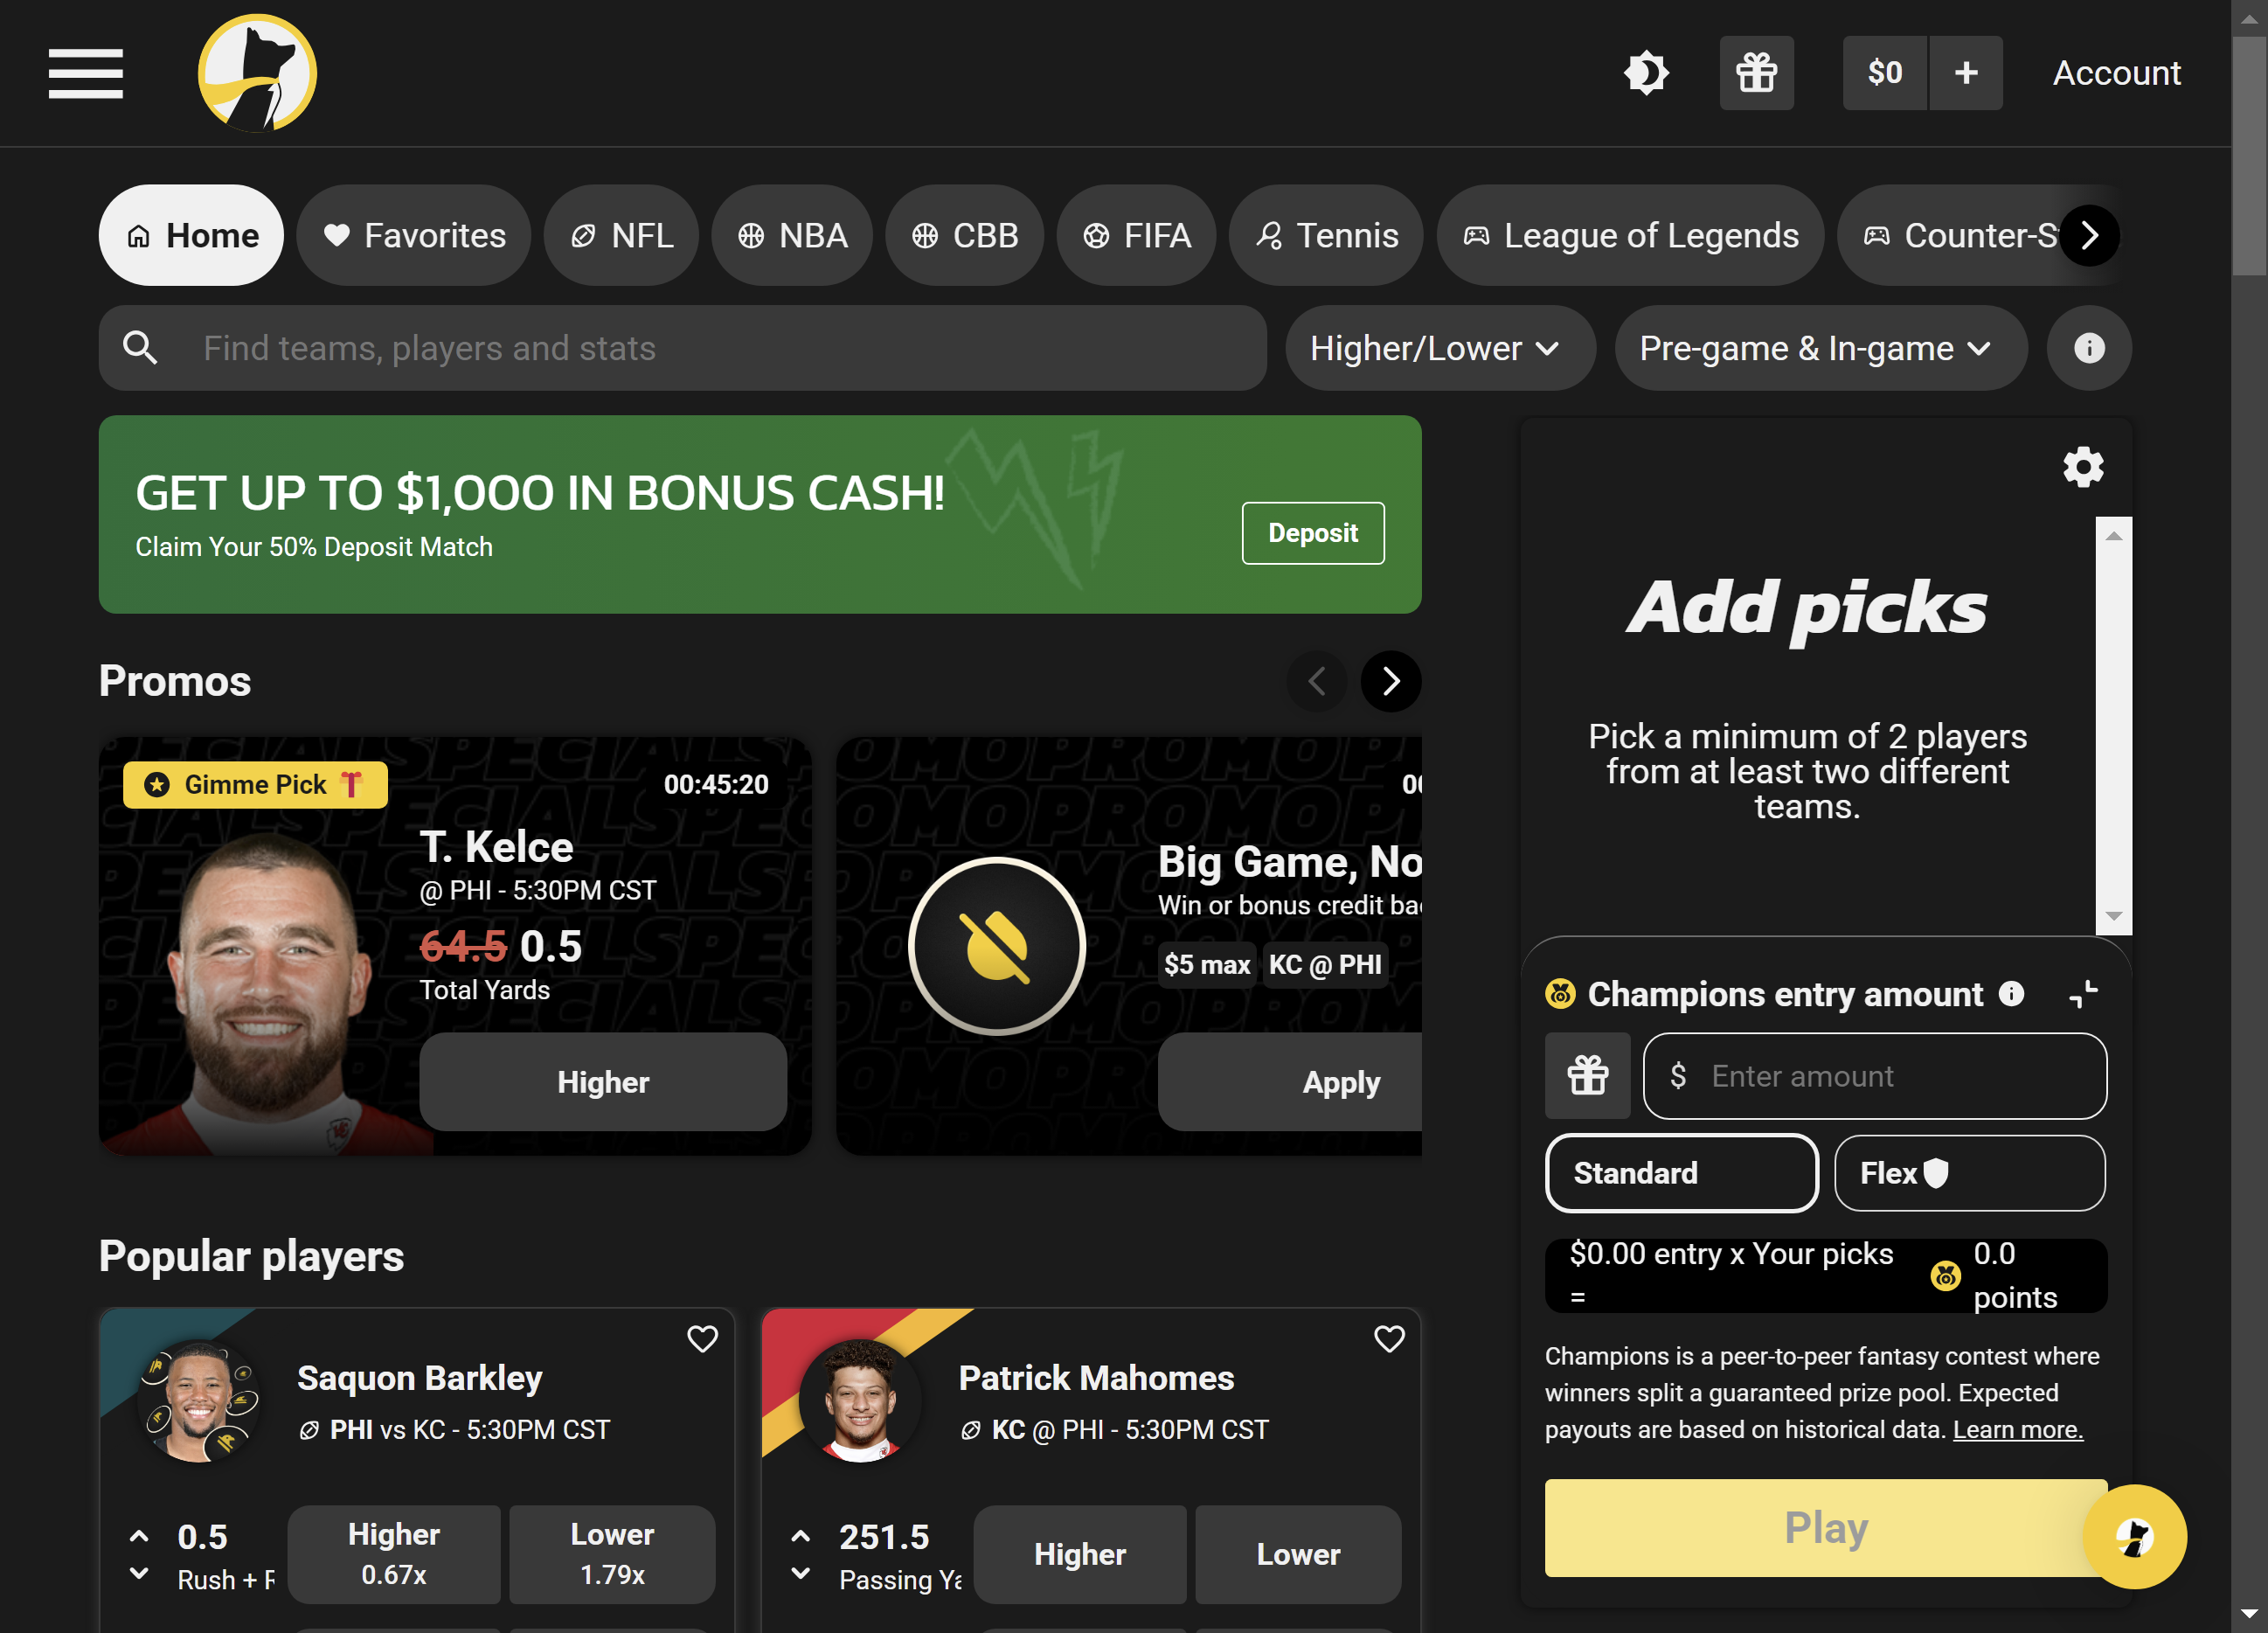 $0
+
Account
Home
Favorites
NFL
NBA
CBB
FIFA
Tennis
League of Legends
Find teams, players and stats
Higher/Lower
Pre-game & In-game
GET UP TO $1,000 IN BONUS CASH!
Claim Your 50% Deposit Match
Deposit
Promos
Gimme Pick
00:45:20
T. Kelce
@ PHI - 5:30PM CST
64.5 0.5
Total Yards
Higher
Big Game,
Win or bonus credit
$5 max
KC @ PHI
Apply
Add picks
Pick a minimum of 2 players
from at least two different
teams.
Champions entry amount
$ Enter amount
Standard
Flex
$0.00 entry x Your picks
=
0.0
points
Champions is a peer-to-peer fantasy contest where
winners split a guaranteed prize pool. Expected
payouts are based on historical data. Learn more.
Play
Popular players
Saquon Barkley
PHI vs KC - 5:30PM CST
0.5
Rush +
Higher
0.67x
Lower
1.79x
Patrick Mahomes
KC @ PHI - 5:30PM CST
251.5
Passing
Higher
Lower